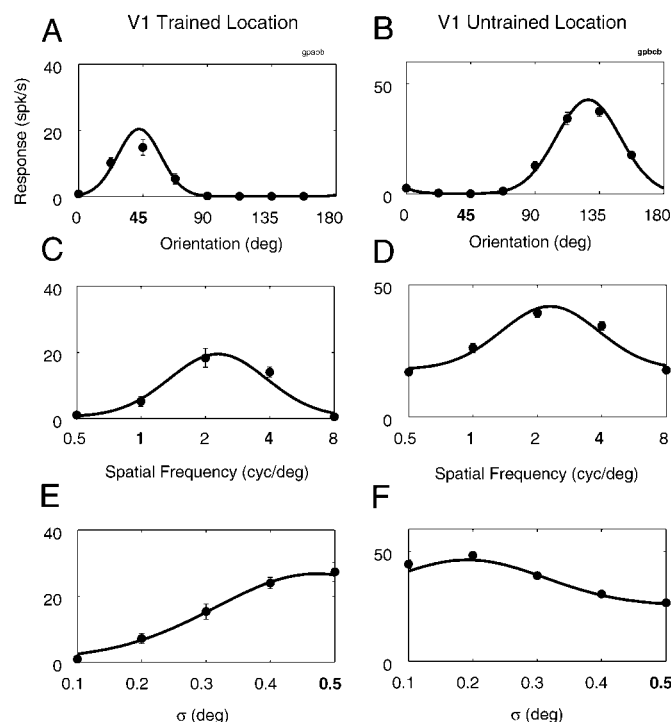 V1 Trained Location
V1 Untrained Location
A
B
gpbcb
40
20
0
Response (spk/s)
0 45 90 135 180
Orientation (deg)
50
0
0 45 90 135 180
Orientation (deg)
C
D
40
20
0
0.5 1 2 4 8
Spatial Frequency (cyc/deg)
50
0
0.5 1 2 4 8
Spatial Frequency (cyc/deg)
E
F
40
20
0
0.1 0.2 0.3 0.4 0.5
σ (deg)
50
0
0.1 0.2 0.3 0.4 0.5
σ (deg)